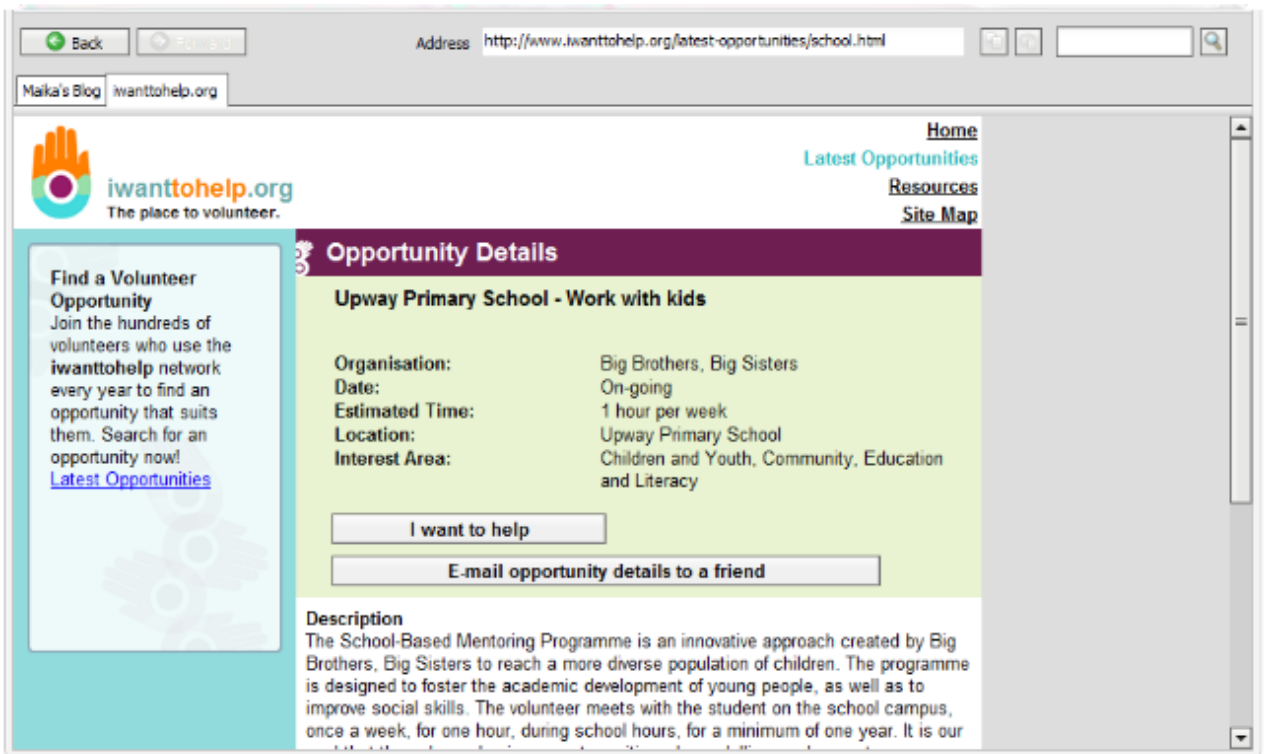 Back
Forward
Address http://www.iwanttohelp.org/latest-opportunities/school.html
Maika's Blog
iwanttohelp.org
Home
Latest Opportunities
Resources
Site Map
iwanttohelp.org
The place to volunteer.
Find a Volunteer
Opportunity
Join the hundreds of
volunteers who use the
iwanttohelp network
every year to find an
opportunity that suits
them. Search for an
opportunity now!
Latest Opportunities
Opportunity Details
Upway Primary School - Work with kids
Organisation: Big Brothers, Big Sisters
Date: On-going
Estimated Time: 1 hour per week
Location: Upway Primary School
Interest Area: Children and Youth, Community, Education
and Literacy
I want to help
E-mail opportunity details to a friend
Description
The School-Based Mentoring Programme is an innovative approach created by Big
Brothers, Big Sisters to reach a more diverse population of children. The programme
is designed to foster the academic development of young people, as well as to
improve social skills. The volunteer meets with the student on the school campus,
once a week, for one hour, during school hours, for a minimum of one year. It is our